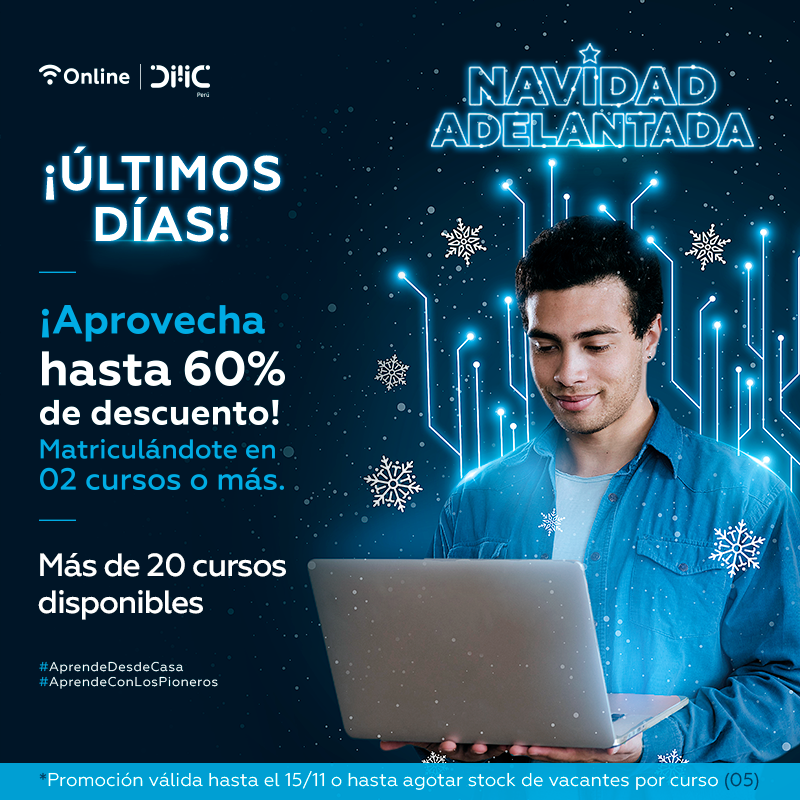 Online
DMC
Perú
NAVIDAD
ADELANTADA
¡ÚLTIMOS
DÍAS!
¡Aprovecha
hasta 60%
de descuento!
Matriculándote en
02 cursos o más.
Más de 20 cursos
disponibles
#AprendeDesdeCasa
#AprendeConLosPioneros
*Promoción válida hasta el 15/11 o hasta agotar stock de vacantes por curso (05)